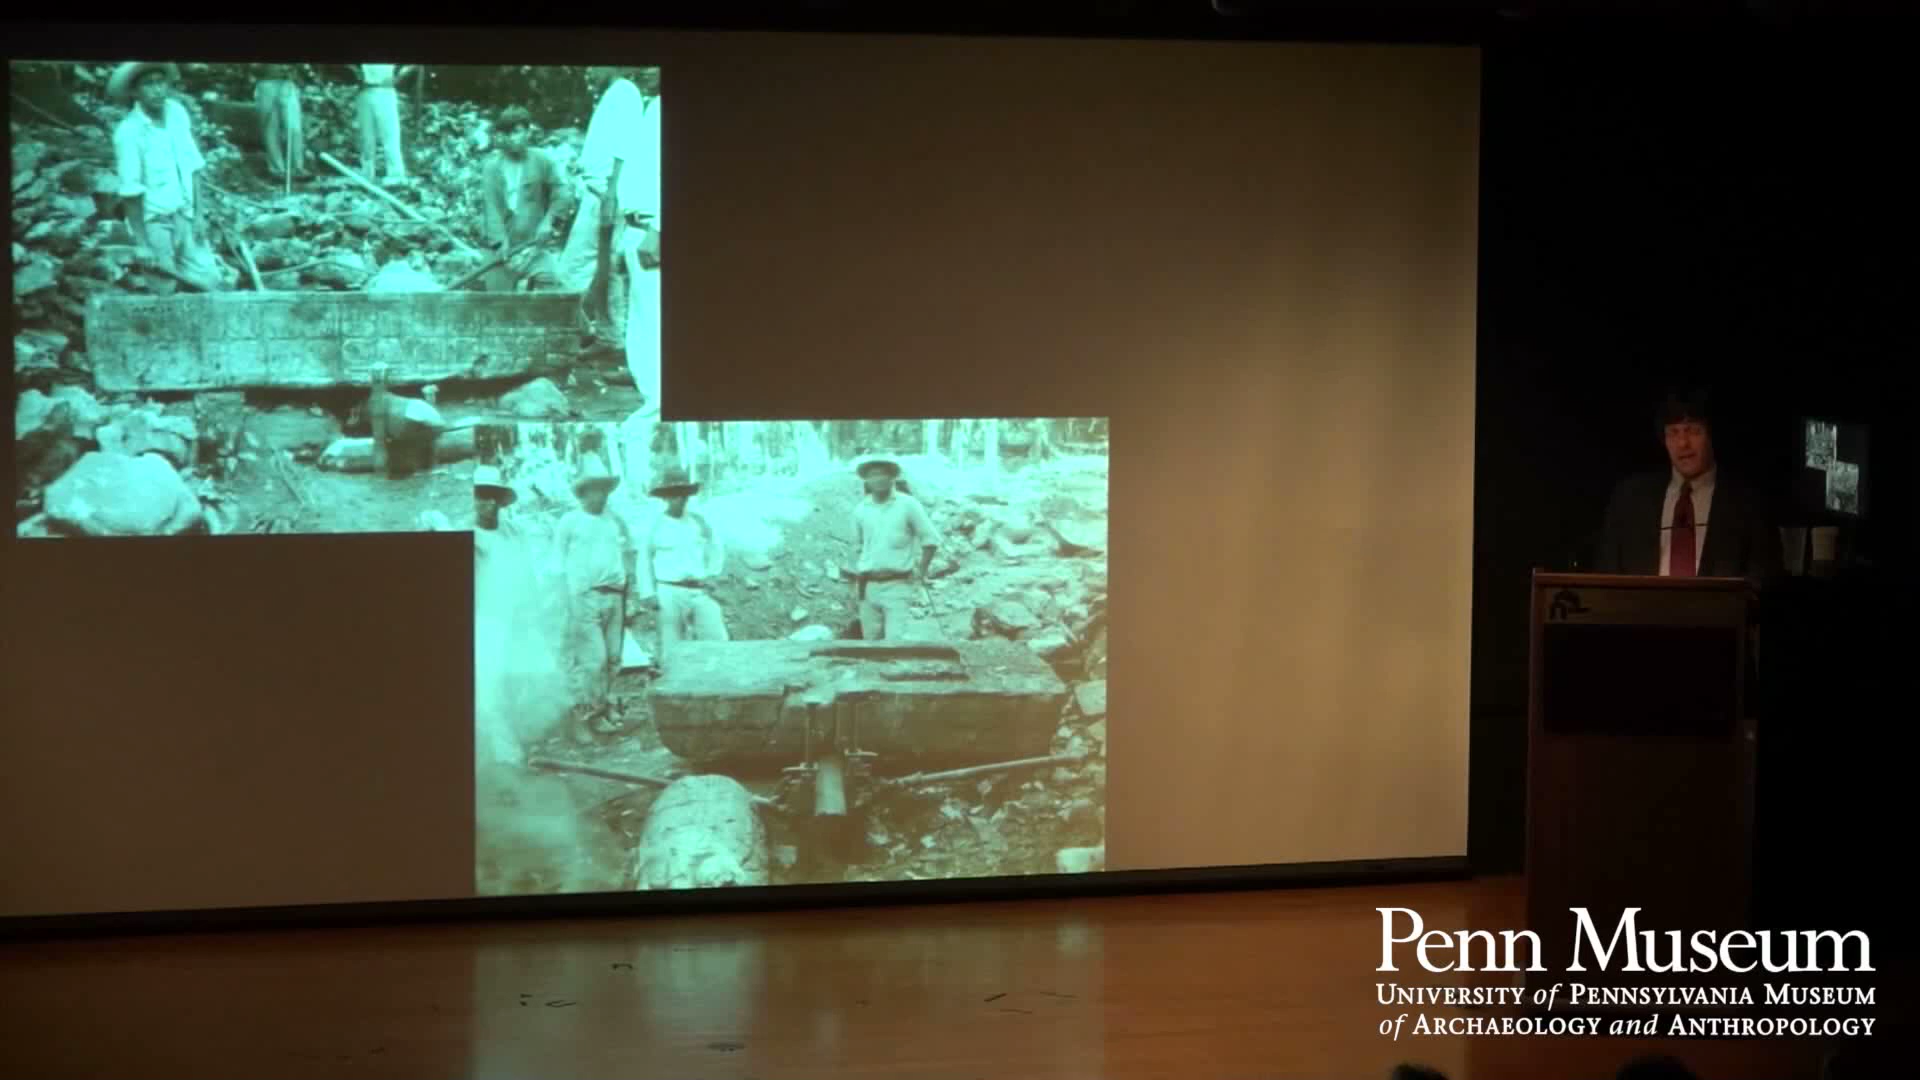 Penn Museum
UNIVERSITY of PENNSYLVANIA MUSEUM
of ARCHAEOLOGY and ANTHROPOLOGY